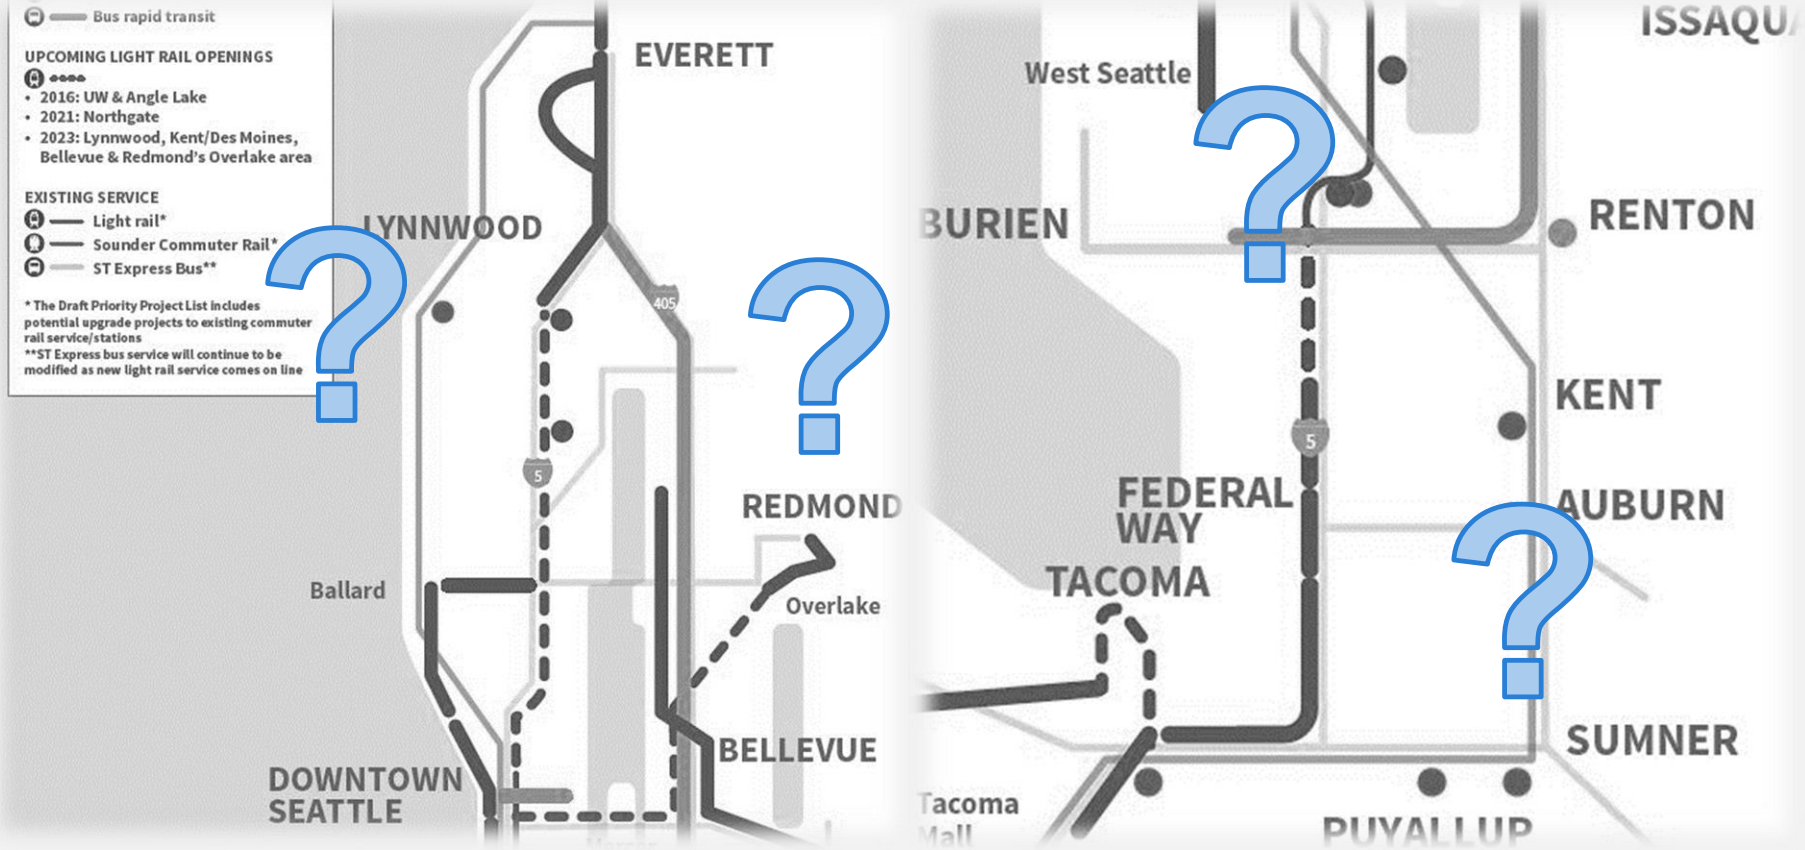 Bus rapid transit
UPCOMING LIGHT RAIL OPENINGS
• 2016: UW & Angle Lake
• 2021: Northgate
• 2023: Lynnwood, Kent/Des Moines,
Bellevue & Redmond's Overlake area
EXISTING SERVICE
Light rail*
Sounder Commuter Rail*
ST Express Bus**
* The Draft Priority Project List includes
potential upgrade projects to existing commuter
rail service/stations
**ST Express bus service will continue to be
modified as new light rail service comes on line
EVERETT
LYNNWOOD
405
5
REDMOND
Ballard
Overlake
BELLEVUE
DOWNTOWN
SEATTLE
?
?
ISSAQU
West Seattle
BURIEN
RENTON
KENT
5
FEDERAL
WAY
AUBURN
TACOMA
SUMNER
Tacoma
Mall
PUYALLUP
?
?